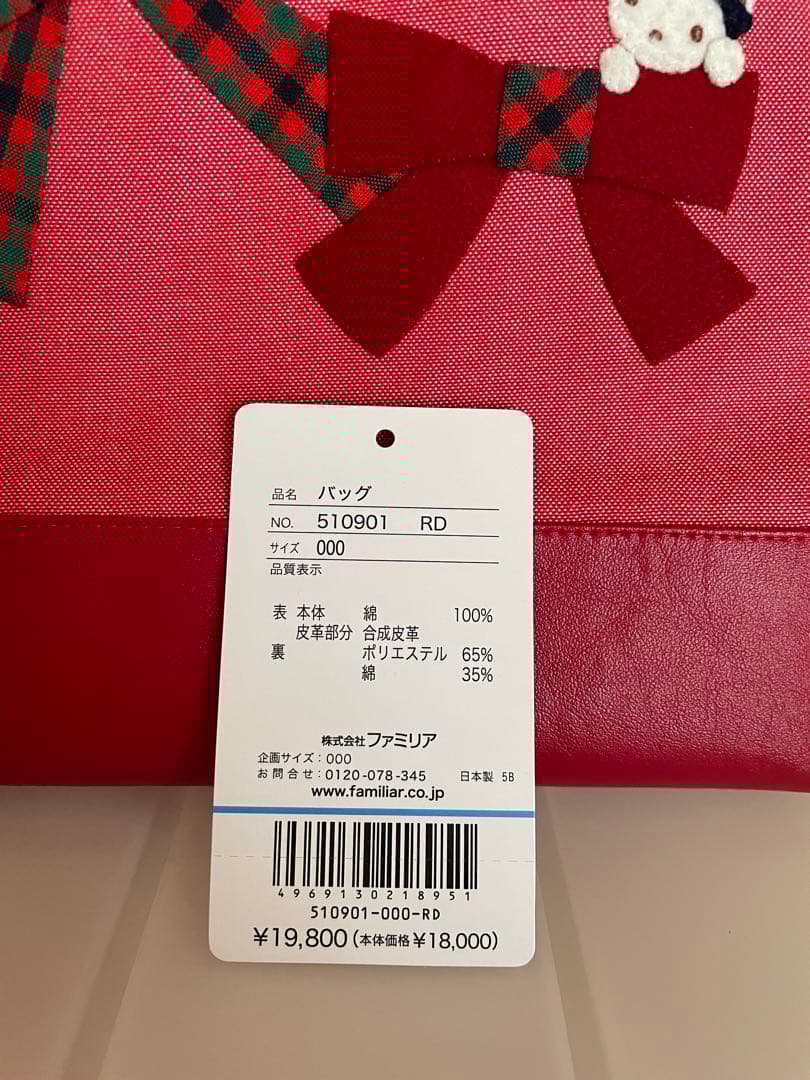 品名 バッグ
NO. 510901 RD
サイズ 000
品質表示
表 本体 綿 100%
皮革部分 合成皮革
裏 ポリエステル 65%
綿 35%
株式会社ファミリア
企画サイズ：000
お問合せ：0120-078-345 日本製 5B
www.familiar.co.jp
4969130218951
510901-000-RD
¥19,800(本体価格¥18,000)